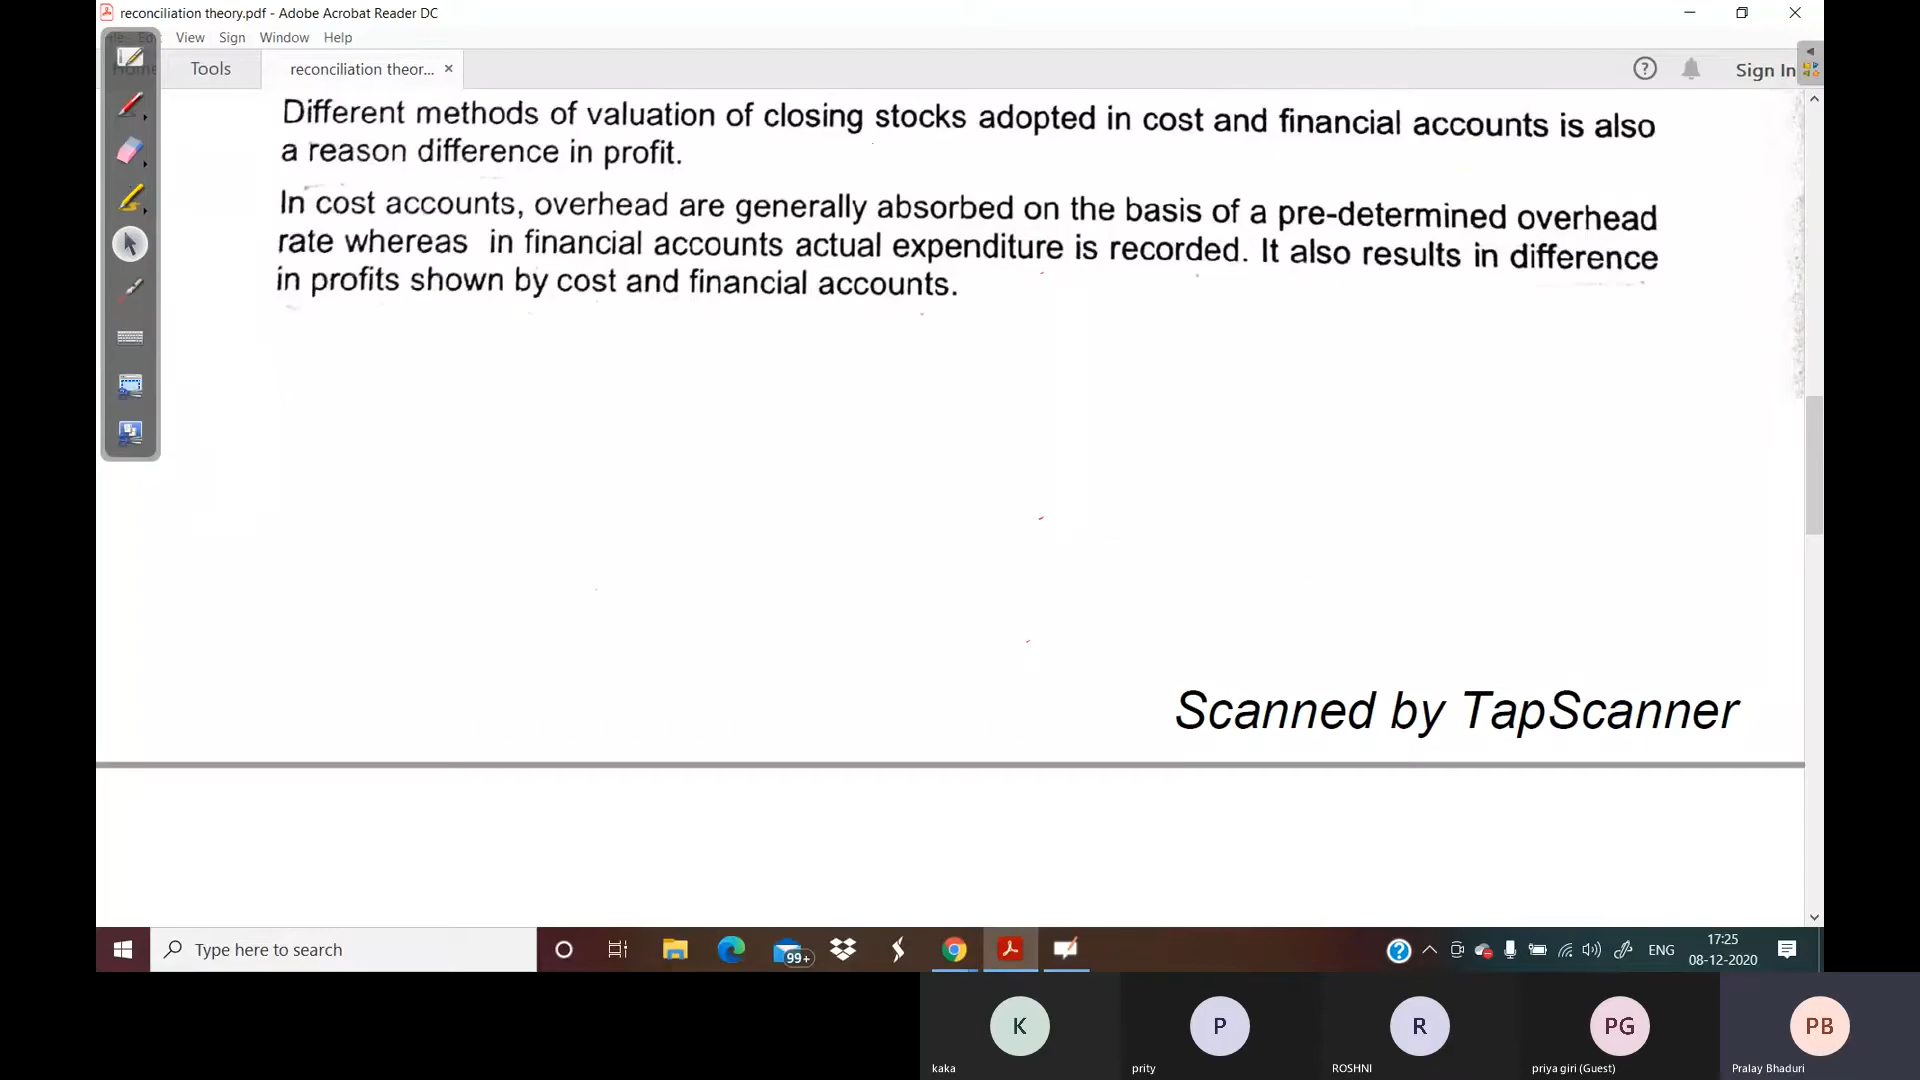 reconciliation theory.pdf - Adobe Acrobat Reader DC
View Sign Window Help
Tools
reconciliation theor... ×
Sign In
Different methods of valuation of closing stocks adopted in cost and financial accounts is also
a reason difference in profit.
In cost accounts, overhead are generally absorbed on the basis of a pre-determined overhead
rate whereas in financial accounts actual expenditure is recorded. It also results in difference
in profits shown by cost and financial accounts.
Scanned by TapScanner
Type here to search
99+
ENG
17:25
08-12-2020
K
P
R
PG
PB
kaka
prity
ROSHNI
priya giri (Guest)
Pralay Bhaduri